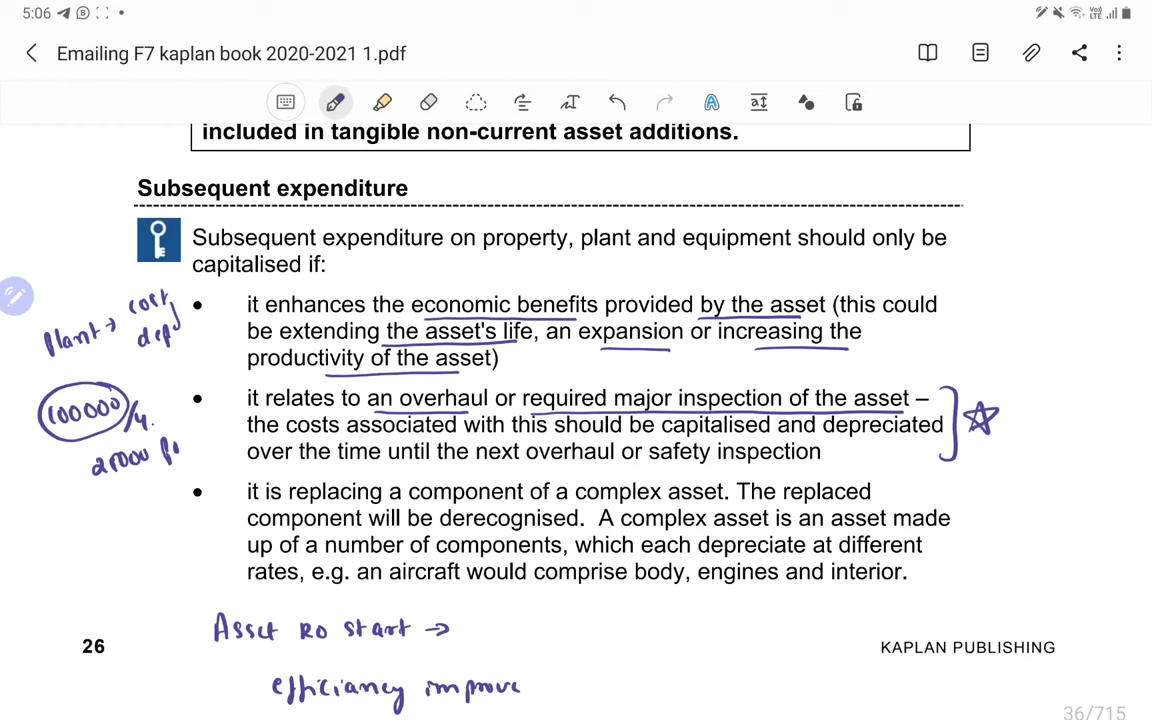 5:06
Vo)) LTE
Emailing F7 kaplan book 2020-2021 1.pdf
included in tangible non-current asset additions.
Subsequent expenditure
Subsequent expenditure on property, plant and equipment should only be
capitalised if:
• it enhances the economic benefits provided by the asset (this could
be extending the asset's life, an expansion or increasing the
productivity of the asset)
Plant → cost
dep
• it relates to an overhaul or required major inspection of the asset –
the costs associated with this should be capitalised and depreciated
over the time until the next overhaul or safety inspection
100000/4.
25000
• it is replacing a component of a complex asset. The replaced
component will be derecognised. A complex asset is an asset made
up of a number of components, which each depreciate at different
rates, e.g. an aircraft would comprise body, engines and interior.
Asset start →
26
KAPLAN PUBLISHING
efficiancy improve
36/715